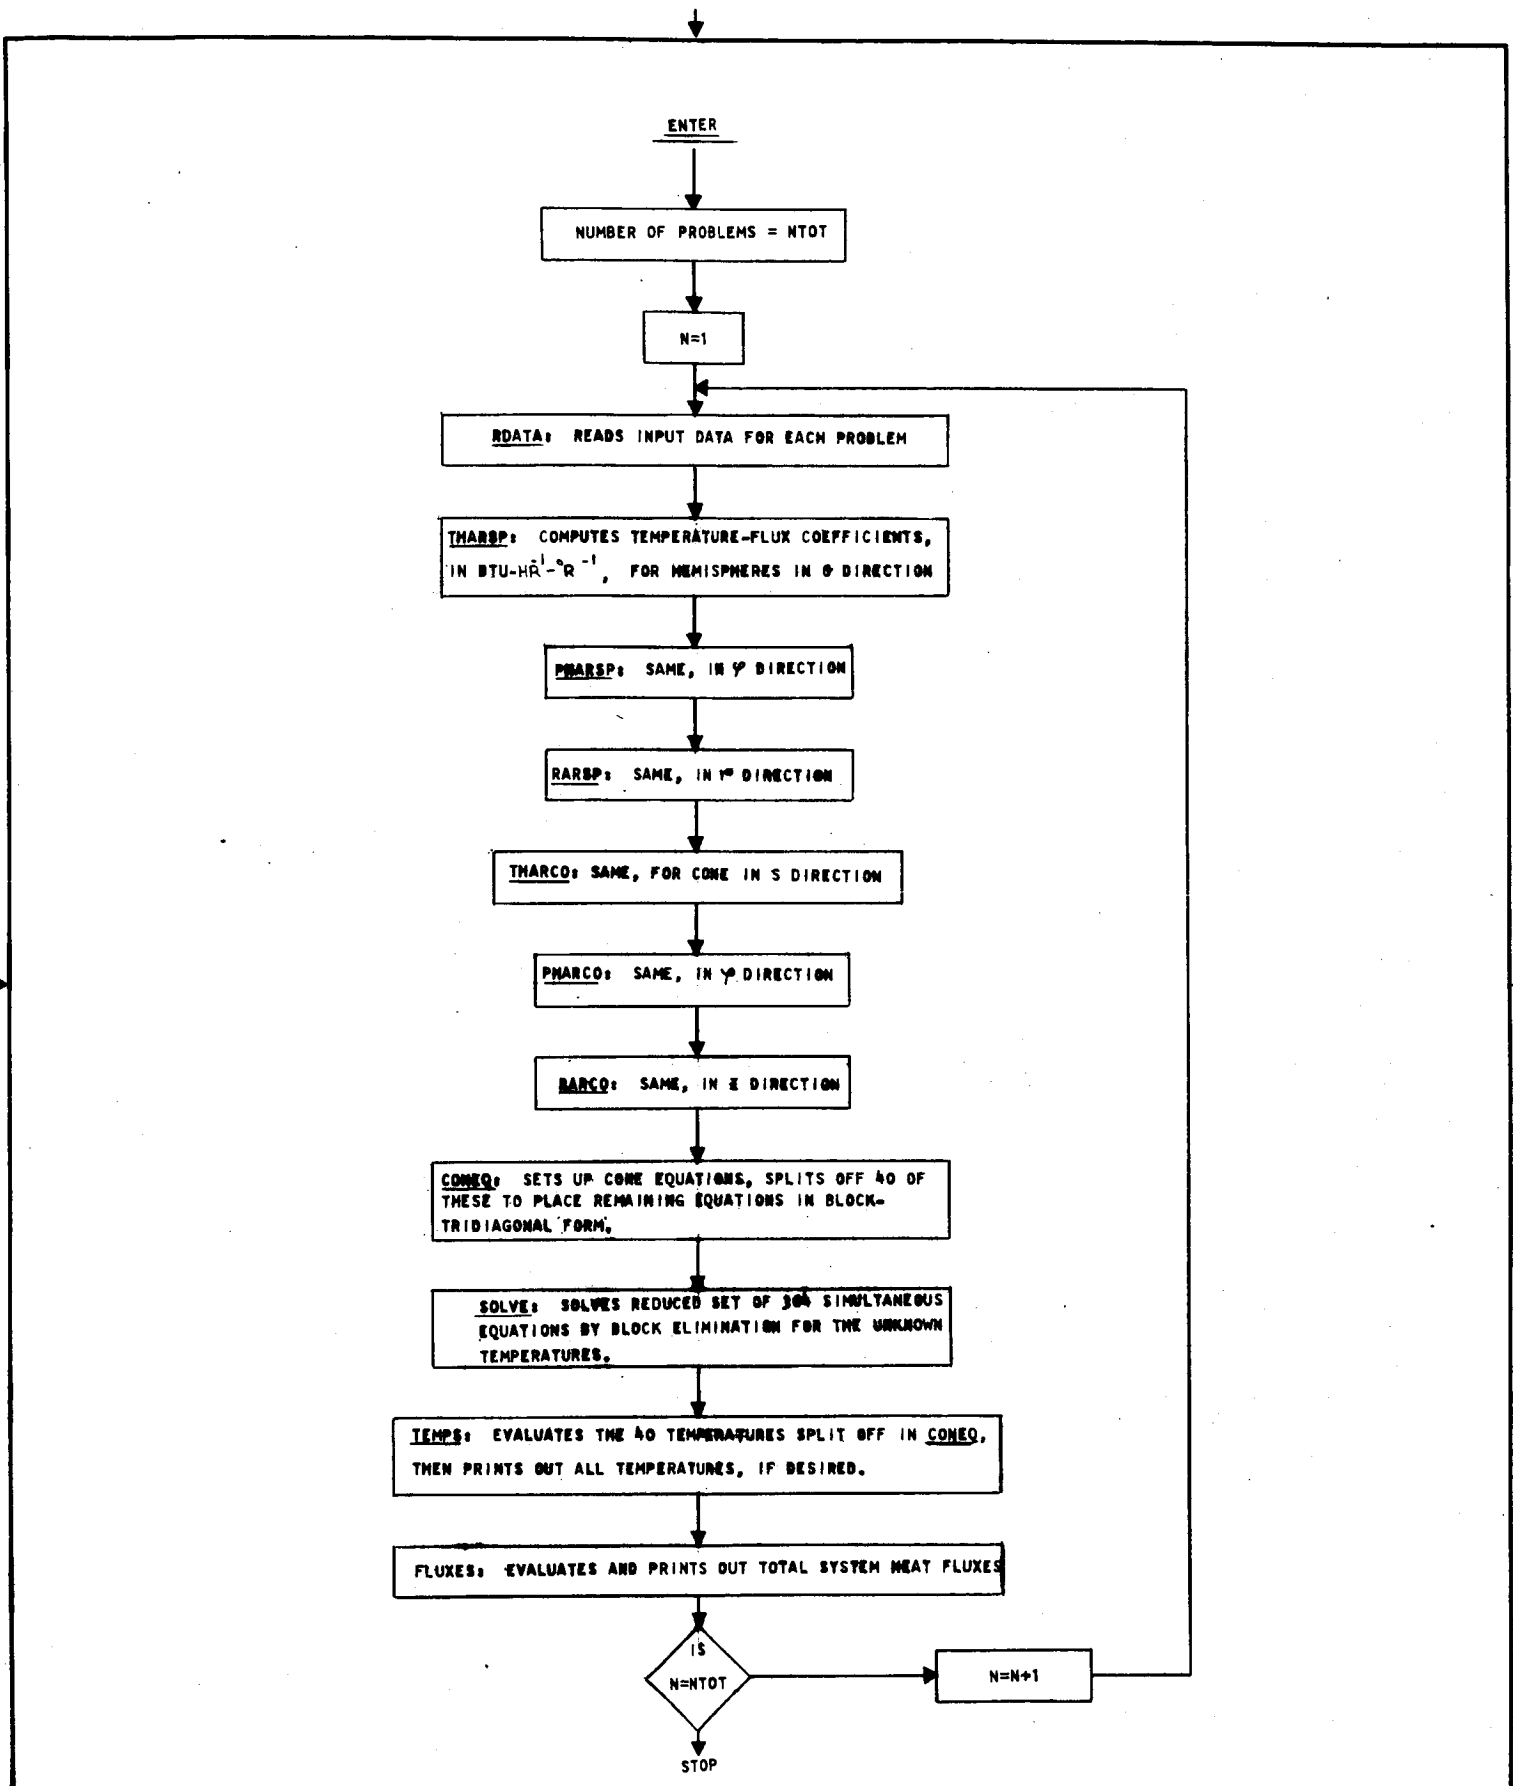 ENTER
NUMBER OF PROBLEMS = NTOT
N=1
RDATA: READS INPUT DATA FOR EACH PROBLEM
THARSP: COMPUTES TEMPERATURE-FLUX COEFFICIENTS,
IN BTU-HR⁻¹-°R⁻¹, FOR HEMISPHERES IN θ DIRECTION
PHARSP: SAME, IN φ DIRECTION
RARSP: SAME, IN r DIRECTION
THARCO: SAME, FOR CONE IN S DIRECTION
PHARCO: SAME, IN φ DIRECTION
RARCO: SAME, IN Z DIRECTION
CONEQ: SETS UP CONE EQUATIONS, SPLITS OFF 40 OF
THESE TO PLACE REMAINING EQUATIONS IN BLOCK-
TRIDIAGONAL FORM.
SOLVE: SOLVES REDUCED SET OF 304 SIMULTANEOUS
EQUATIONS BY BLOCK ELIMINATION FOR THE UNKNOWN
TEMPERATURES.
TEMPS: EVALUATES THE 40 TEMPERATURES SPLIT OFF IN CONEQ,
THEN PRINTS OUT ALL TEMPERATURES, IF DESIRED.
FLUXES: EVALUATES AND PRINTS OUT TOTAL SYSTEM HEAT FLUXES
IS
N=NTOT
N=N+1
STOP